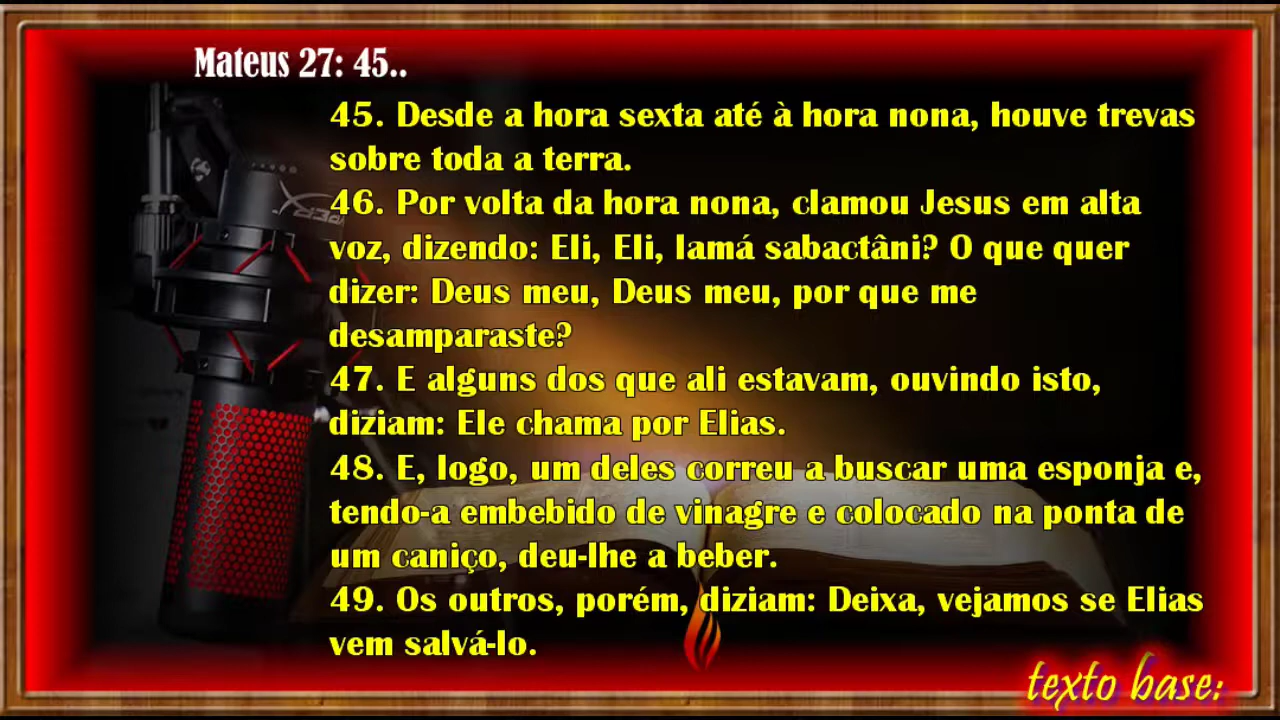 Mateus 27: 45..
45. Desde a hora sexta até à hora nona, houve trevas
sobre toda a terra.
46. Por volta da hora nona, clamou Jesus em alta
voz, dizendo: Eli, Eli, lamá sabactâni? O que quer
dizer: Deus meu, Deus meu, por que me
desamparaste?
47. E alguns dos que ali estavam, ouvindo isto,
diziam: Ele chama por Elias.
48. E, logo, um deles correu a buscar uma esponja e,
tendo-a embebido de vinagre e colocado na ponta de
um caniço, deu-lhe a beber.
49. Os outros, porém, diziam: Deixa, vejamos se Elias
vem salvá-lo.
texto base: